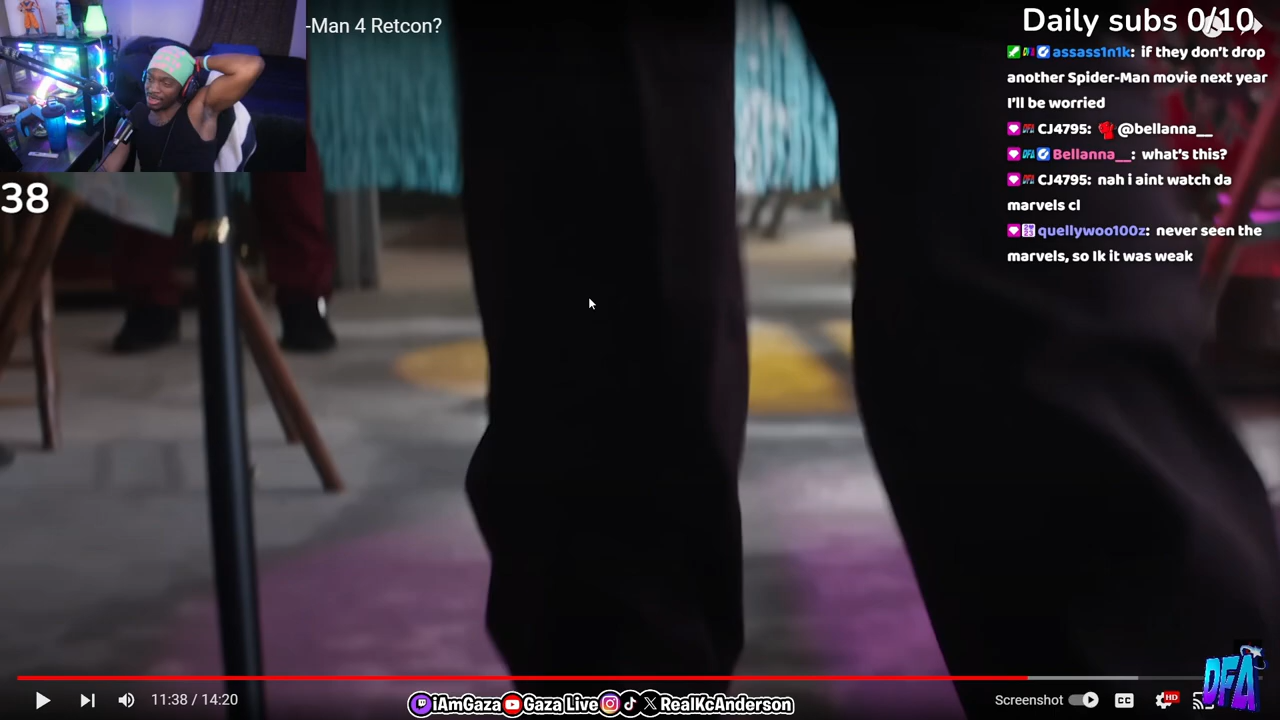 -Man 4 Retcon?
Daily subs 0/10
assass1n1k: if they don't drop
another Spider-Man movie next year
I'll be worried
CJ4795: @bellanna__
Bellanna__: what's this?
CJ4795: nah i aint watch da
marvels cl
quellywoo100z: never seen the
marvels, so Ik it was weak
38
11:38 / 14:20
iAmGaza Gaza Live RealKcAnderson
Screenshot
CC
HD
DFA